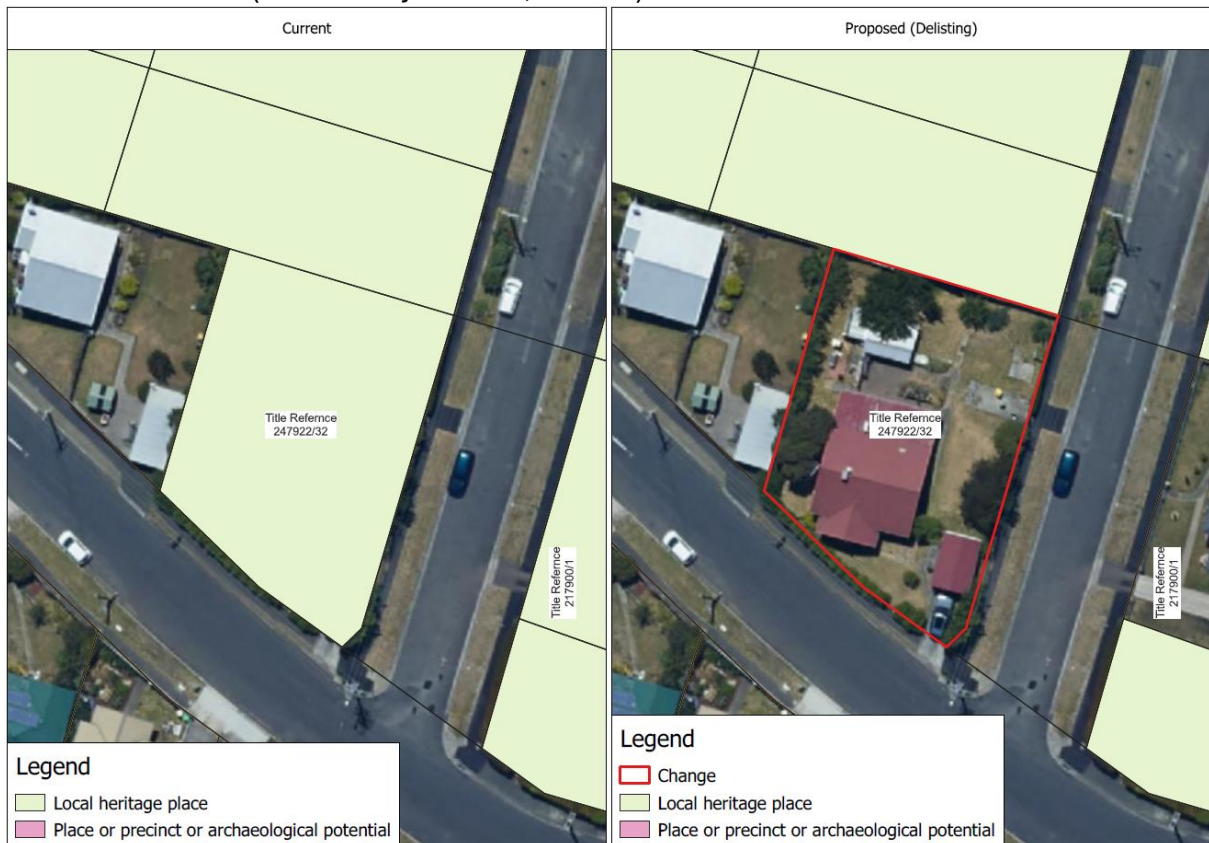 Current
Title Refernce
247922/32
Title Refernce
217900/1
Legend
Local heritage place
Place or precinct or archaeological potential
Proposed (Delisting)
Title Refernce
247922/32
Title Refernce
217900/1
Legend
Change
Local heritage place
Place or precinct or archaeological potential